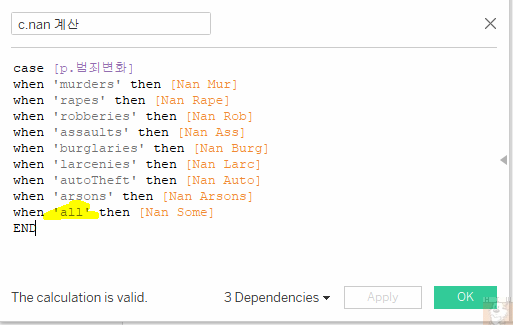 c.nan 계산
case [p.범죄변화]
when 'murders' then [Nan Mur]
when 'rapes' then [Nan Rape]
when 'robberies' then [Nan Rob]
when 'assaults' then [Nan Ass]
when 'burglaries' then [Nan Burg]
when 'larcenies' then [Nan Larc]
when 'autoTheft' then [Nan Auto]
when 'arsons' then [Nan Arsons]
when 'all' then [Nan Some]
END
The calculation is valid. 3 Dependencies Apply OK